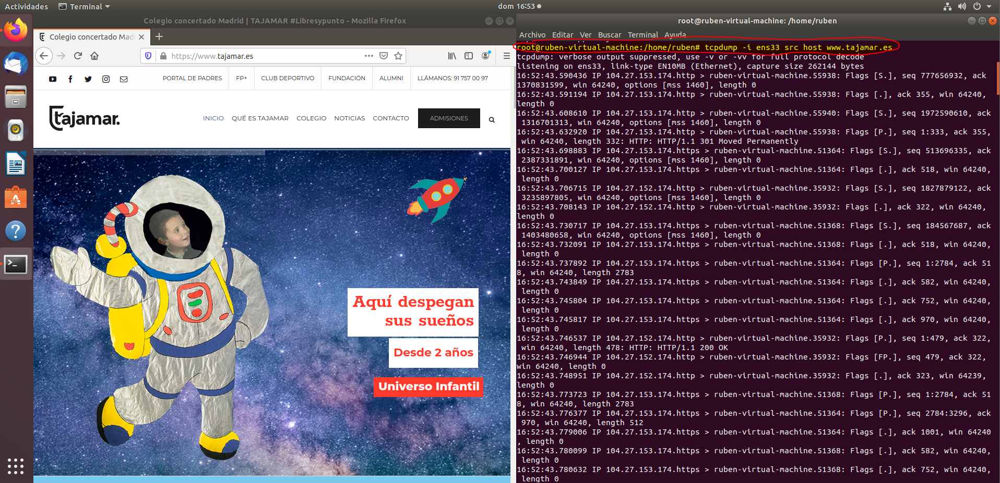 Actividades
Terminal
dom 16:53
Colegio concertado Madrid | TAJAMAR #Libresypunto - Mozilla Firefox
Colegio concertado Mad
https://www.tajamar.es
PORTAL DE PADRES
FP+
CLUB DEPORTIVO
FUNDACIÓN
ALUMNI
LLÁMANOS: 91 757 00 97
tajamar.
INICIO
QUÉ ES TAJAMAR
COLEGIO
NOTICIAS
CONTACTO
ADMISIONES
Aquí despegan
sus sueños
Desde 2 años
Universo Infantil
root@ruben-virtual-machine: /home/ruben
Archivo Editar Ver Buscar Terminal Ayuda
root@ruben-virtual-machine:/home/ruben# tcpdump -i ens33 src host www.tajamar.es
tcpdump: verbose output suppressed, use -v or -vv for full protocol decode
listening on ens33, link-type EN10MB (Ethernet), capture size 262144 bytes
16:52:43.590436 IP 104.27.153.174.http > ruben-virtual-machine.55938: Flags [S.], seq 777656932, ack
1370831599, win 64240, options [mss 1460], length 0
16:52:43.591194 IP 104.27.153.174.http > ruben-virtual-machine.55938: Flags [.], ack 355, win 64240,
length 0
16:52:43.608610 IP 104.27.153.174.http > ruben-virtual-machine.55940: Flags [S.], seq 1972590610, ack
1316701313, win 64240, options [mss 1460], length 0
16:52:43.632920 IP 104.27.153.174.http > ruben-virtual-machine.55938: Flags [P.], seq 1:333, ack 355,
win 64240, length 332: HTTP: HTTP/1.1 301 Moved Permanently
16:52:43.698883 IP 104.27.153.174.https > ruben-virtual-machine.51364: Flags [S.], seq 513696335, ack
2387331891, win 64240, options [mss 1460], length 0
16:52:43.700127 IP 104.27.153.174.https > ruben-virtual-machine.51364: Flags [.], ack 518, win 64240,
length 0
16:52:43.706715 IP 104.27.152.174.http > ruben-virtual-machine.35932: Flags [S.], seq 1827879122, ack
3235897805, win 64240, options [mss 1460], length 0
16:52:43.708143 IP 104.27.152.174.http > ruben-virtual-machine.35932: Flags [.], ack 322, win 64240,
length 0
16:52:43.730717 IP 104.27.153.174.https > ruben-virtual-machine.51368: Flags [S.], seq 184567687, ack
1403480658, win 64240, options [mss 1460], length 0
16:52:43.732091 IP 104.27.153.174.https > ruben-virtual-machine.51368: Flags [.], ack 518, win 64240,
length 0
16:52:43.737892 IP 104.27.153.174.https > ruben-virtual-machine.51364: Flags [P.], seq 1:2784, ack 51
8, win 64240, length 2783
16:52:43.743849 IP 104.27.153.174.https > ruben-virtual-machine.51364: Flags [.], ack 582, win 64240,
length 0
16:52:43.745804 IP 104.27.153.174.https > ruben-virtual-machine.51364: Flags [.], ack 752, win 64240,
length 0
16:52:43.745817 IP 104.27.153.174.https > ruben-virtual-machine.51364: Flags [.], ack 970, win 64240,
length 0
16:52:43.746537 IP 104.27.152.174.http > ruben-virtual-machine.35932: Flags [P.], seq 1:479, ack 322,
win 64240, length 478: HTTP: HTTP/1.1 200 OK
16:52:43.746944 IP 104.27.152.174.http > ruben-virtual-machine.35932: Flags [FP.], seq 479, ack 322,
win 64240, length 0
16:52:43.748951 IP 104.27.152.174.http > ruben-virtual-machine.35932: Flags [.], ack 323, win 64239,
length 0
16:52:43.773723 IP 104.27.153.174.https > ruben-virtual-machine.51368: Flags [P.], seq 1:2784, ack 51
8, win 64240, length 2783
16:52:43.776377 IP 104.27.153.174.https > ruben-virtual-machine.51364: Flags [P.], seq 2784:3296, ack
970, win 64240, length 512
16:52:43.779006 IP 104.27.153.174.https > ruben-virtual-machine.51364: Flags [.], ack 1001, win 64240
, length 0
16:52:43.780099 IP 104.27.153.174.https > ruben-virtual-machine.51368: Flags [.], ack 582, win 64240,
length 0
16:52:43.780632 IP 104.27.153.174.https > ruben-virtual-machine.51368: Flags [.], ack 752, win 64240,
length 0